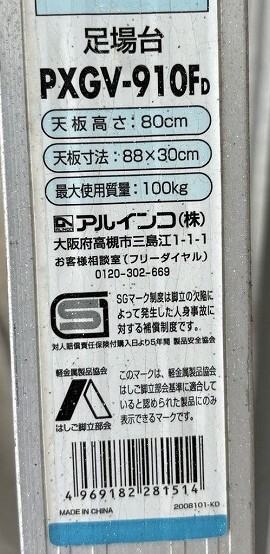 足場台
PXGV-910FD
天板高さ：80cm
天板寸法：88×30cm
最大使用質量：100kg
アルインコ(株)
大阪府高槻市三島江1-1-1
お客様相談室(フリーダイヤル)
0120-302-669
SG
SGマーク制度は脚立の欠陥に
よって発生した人身事故に
対する補償制度です。
対人賠償責任保険付購入日より5年間 製品安全協会
軽金属製品協会
はしご脚立部会
このマークは、軽金属製品協会
はしご脚立部会基準に適合して
いると認められた製品にのみ
表示できるマークです。
4 969182 281514
MADE IN CHINA
2008101-KD